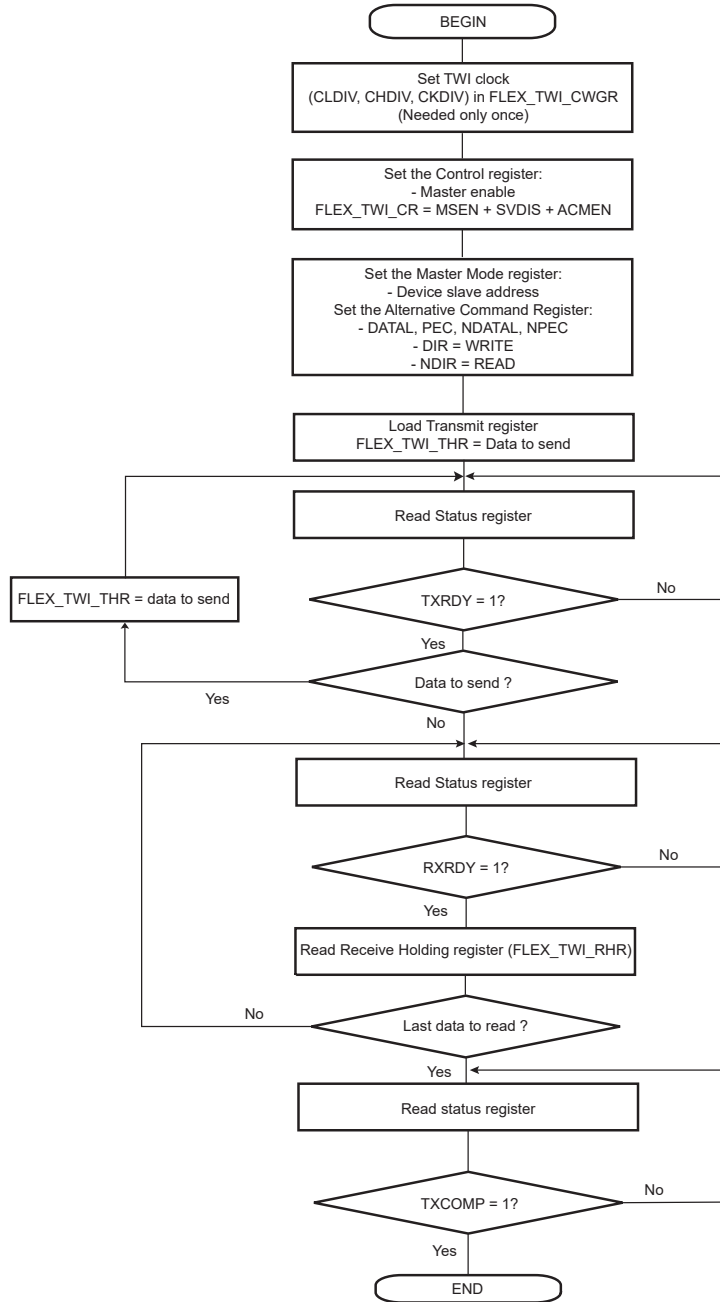 BEGIN
Set TWI clock
(CLDIV, CHDIV, CKDIV) in FLEX_TWI_CWGR
(Needed only once)
Set the Control register:
- Master enable
FLEX_TWI_CR = MSEN + SVDIS + ACMEN
Set the Master Mode register:
- Device slave address
Set the Alternative Command Register:
- DATAL, PEC, NDATAL, NPEC
- DIR = WRITE
- NDIR = READ
Load Transmit register
FLEX_TWI_THR = Data to send
Read Status register
FLEX_TWI_THR = data to send
TXRDY = 1?
No
Yes
Data to send ?
Yes
No
Read Status register
RXRDY = 1?
No
Yes
Read Receive Holding register (FLEX_TWI_RHR)
No
Last data to read ?
Yes
Read status register
TXCOMP = 1?
No
Yes
END